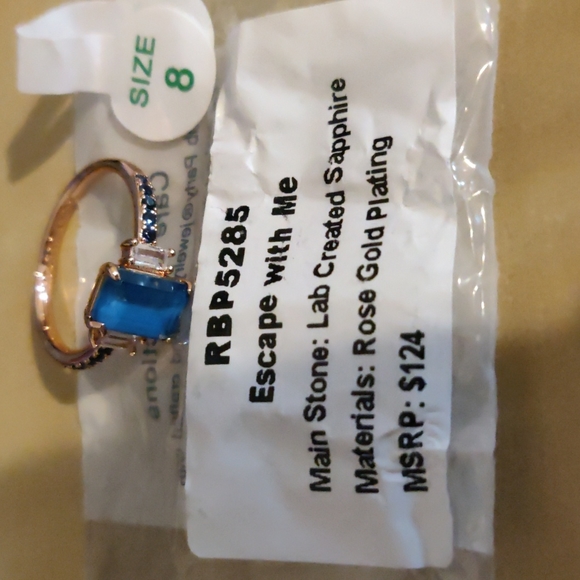 SIZE
8
RBP5285
Escape with Me
Main Stone: Lab Created Sapphire
Materials: Rose Gold Plating
MSRP: $124